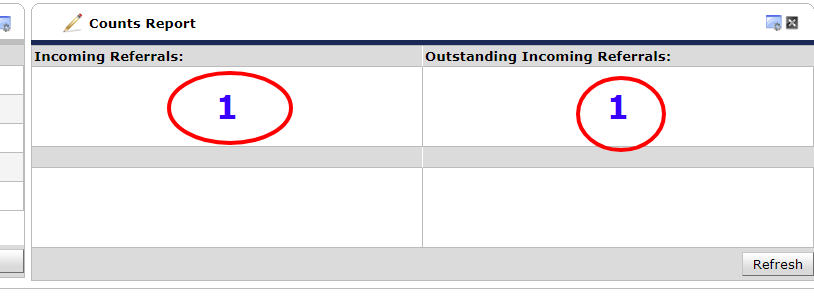 Counts Report
Incoming Referrals: Outstanding Incoming Referrals:
1 1
Refresh